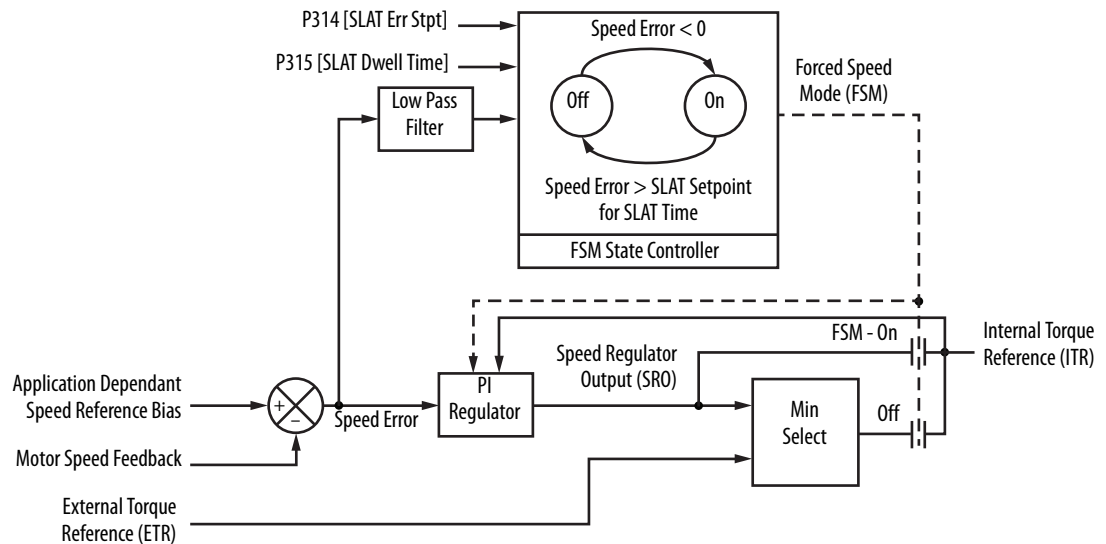 P314 [SLAT Err Stpt]
P315 [SLAT Dwell Time]
Low Pass
Filter
Speed Error < 0
Off
On
Speed Error > SLAT Setpoint
for SLAT Time
FSM State Controller
Forced Speed
Mode (FSM)
FSM - On
Internal Torque
Reference (ITR)
Speed Regulator
Output (SRO)
Application Dependant
Speed Reference Bias
+
−
Speed Error
PI
Regulator
Min
Select
Off
Motor Speed Feedback
External Torque
Reference (ETR)